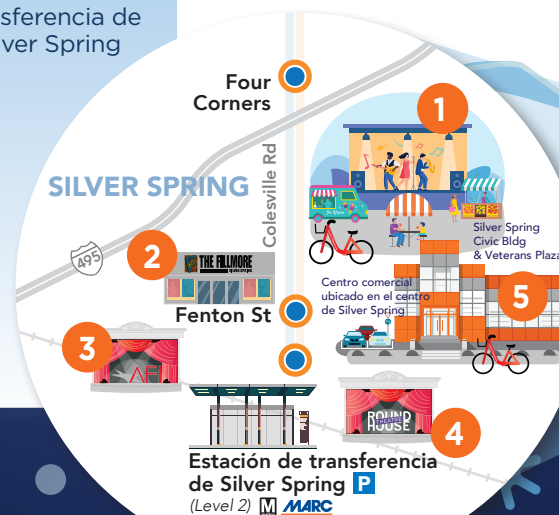 sferencia de
ver Spring
Four
Corners
1
SILVER SPRING
Colesville Rd
495
2
THE FILLMORE
Silver Spring
Civic Bldg
& Veterans Plaza
Centro comercial
ubicado en el centro
de Silver Spring
5
Fenton St
3
AFI
ROUND
THEATRE
HOUSE
4
Estación de transferencia
de Silver Spring P
(Level 2) M MARC